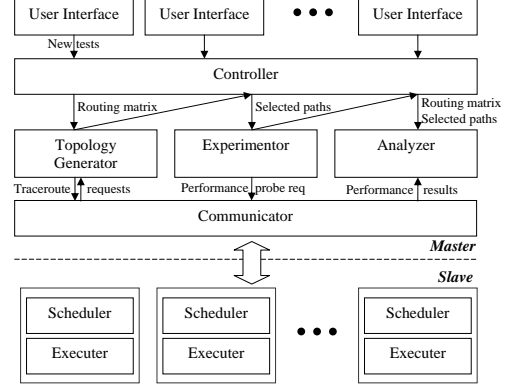 User Interface User Interface User Interface
New tests
Controller
Routing matrix Selected paths Routing matrix
Selected paths
Topology
Generator
Experimentor
Analyzer
Traceroute requests Performance probe req Performance results
Communicator
Master
Slave
Scheduler Scheduler Scheduler
Executer Executer Executer